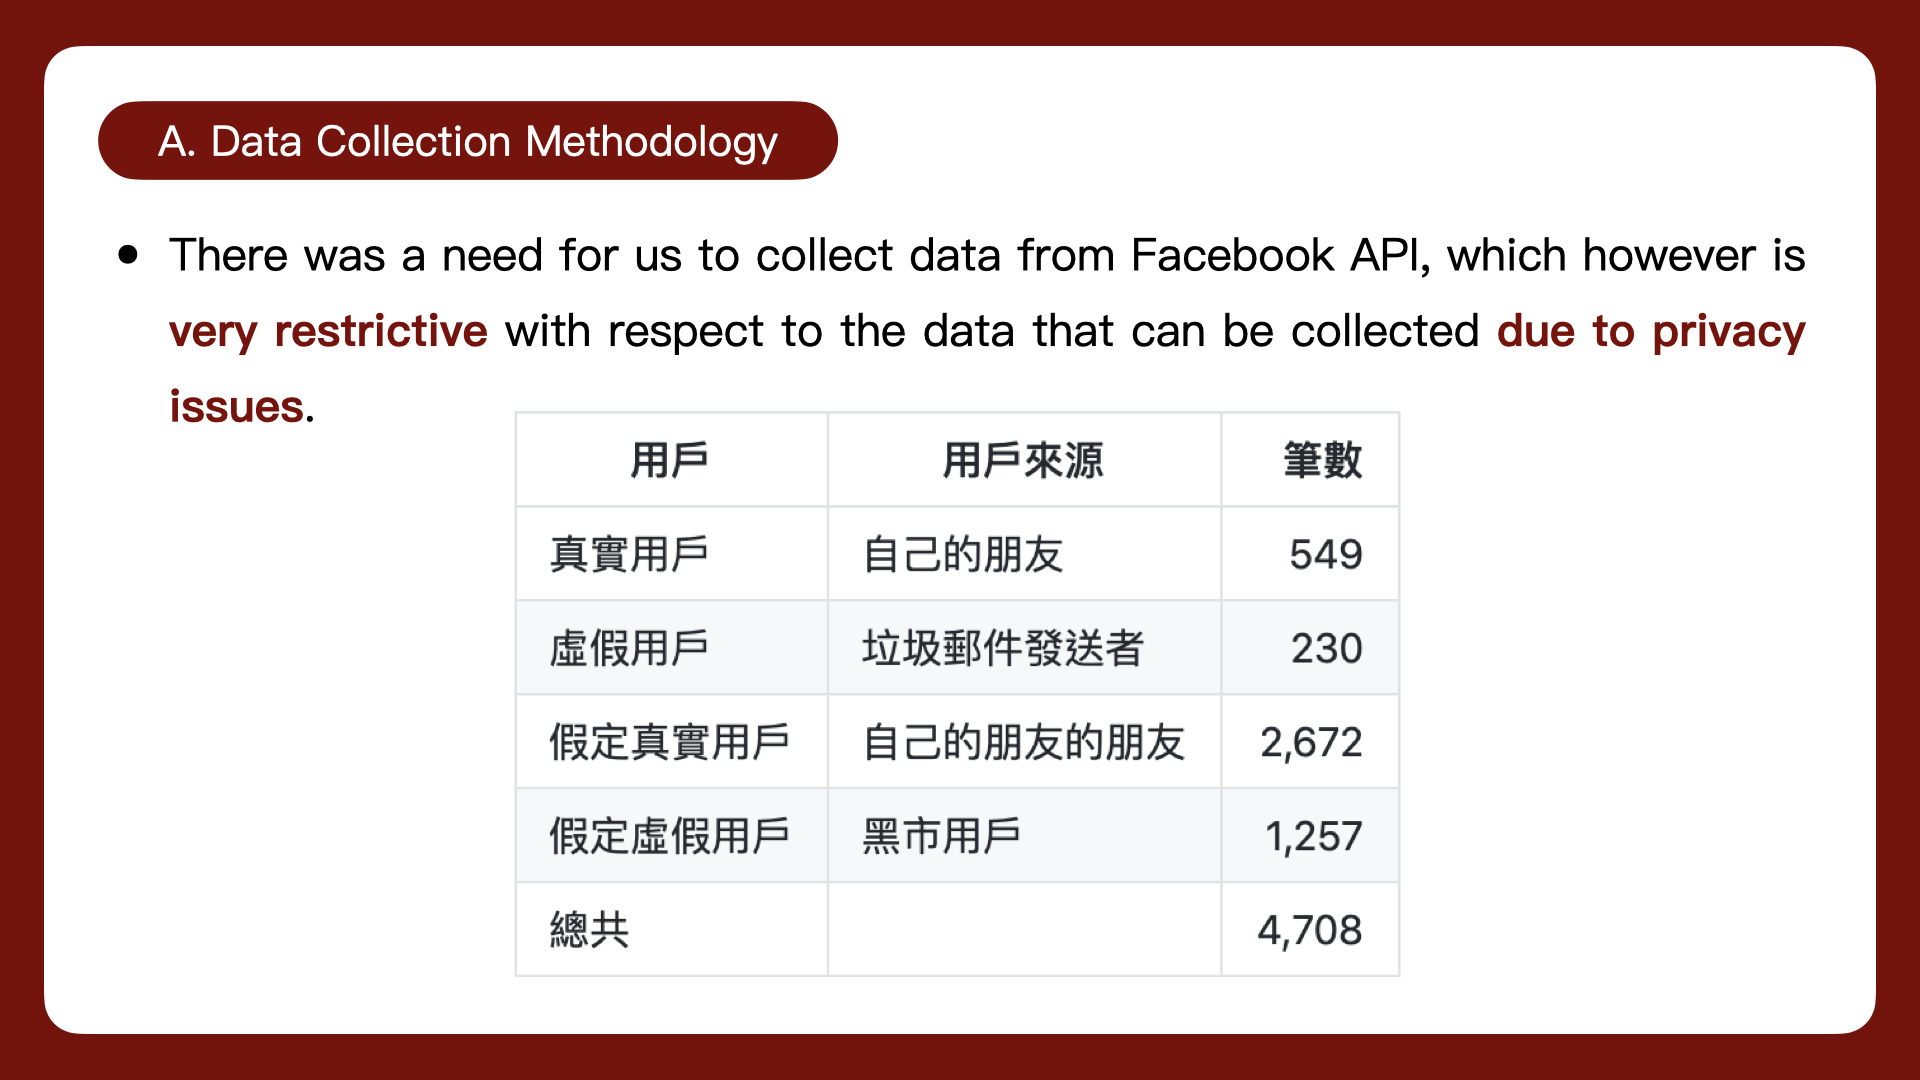 A. Data Collection Methodology
● There was a need for us to collect data from Facebook API, which however is
very restrictive with respect to the data that can be collected due to privacy
issues.
用戶 用戶來源 筆數
真實用戶 自己的朋友 549
虛假用戶 垃圾郵件發送者 230
假定真實用戶 自己的朋友的朋友 2,672
假定虛假用戶 黑市用戶 1,257
總共 4,708